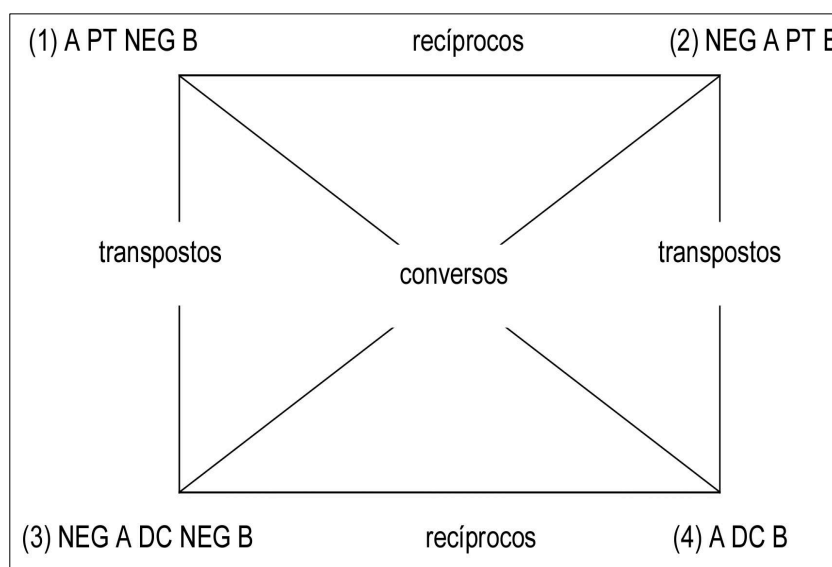 (1) A PT NEG B recíprocos (2) NEG A PT
transpostos transpostos
conversos
(3) NEG A DC NEG B recíprocos (4) A DC B